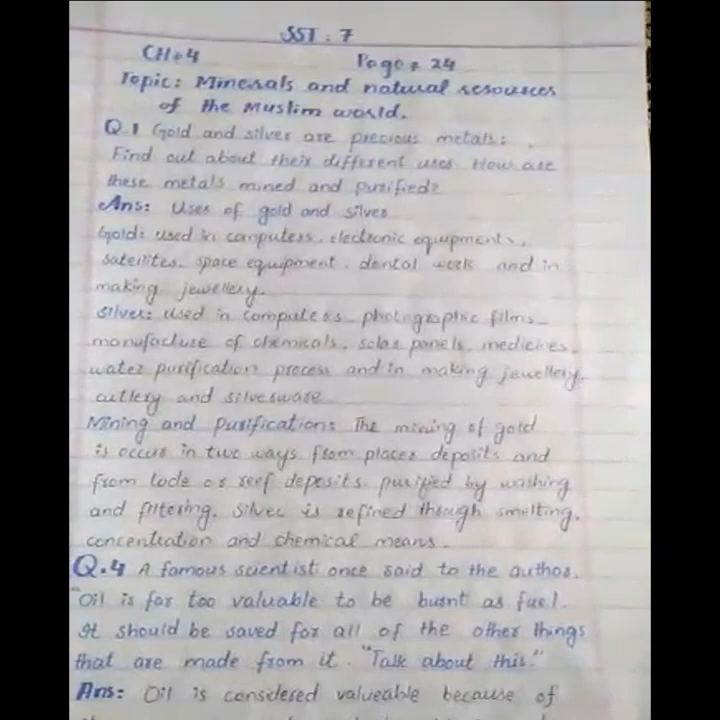 SST : 7
CH # 4 Page # 24
Topic: Minerals and natural resources
of the Muslim world.
Q.1 Gold and silver are precious metals:
Find out about their different uses. How are
these metals mined and purified?
Ans: Uses of gold and silver
Gold: used in computers, electronic equipments,
satellites, space equipment, dental work and in
making jewellery.
Silver: used in computers, photographic films,
manufacture of chemicals, solar panels, medicines,
water purification process and in making jewellery,
cutlery and silverware
Mining and Purification: The mining of gold
is occurs in two ways from placer deposits and
from lode or reef deposits. purified by washing
and filtering. Silver is refined through smelting,
concentration and chemical means.
Q.4 A famous scientist once said to the author,
"Oil is far too valuable to be burnt as fuel.
It should be saved for all of the other things
that are made from it. "Talk about this."
Ans: Oil is considered valueable because of